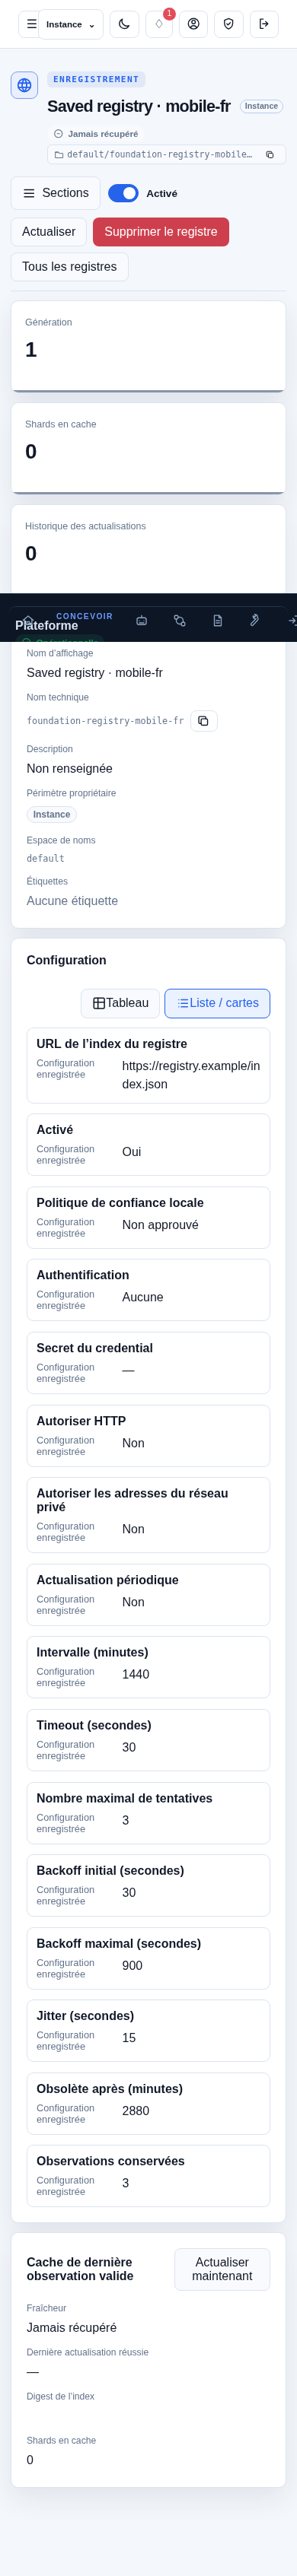 Instance
1
ENREGISTREMENT
Saved registry · mobile-fr
Instance
Jamais récupéré
default/foundation-registry-mobile…
Sections
Activé
Actualiser
Supprimer le registre
Tous les registres
Génération
1
Shards en cache
0
Historique des actualisations
0
CONCEVOIR
Plateforme
Nom d’affichage
Saved registry · mobile-fr
Nom technique
foundation-registry-mobile-fr
Description
Non renseignée
Périmètre propriétaire
Instance
Espace de noms
default
Étiquettes
Aucune étiquette
Configuration
Tableau
Liste / cartes
URL de l’index du registre
Configuration
enregistrée
https://registry.example/in
dex.json
Activé
Configuration
enregistrée
Oui
Politique de confiance locale
Configuration
enregistrée
Non approuvé
Authentification
Configuration
enregistrée
Aucune
Secret du credential
Configuration
enregistrée
—
Autoriser HTTP
Configuration
enregistrée
Non
Autoriser les adresses du réseau
privé
Configuration
enregistrée
Non
Actualisation périodique
Configuration
enregistrée
Non
Intervalle (minutes)
Configuration
enregistrée
1440
Timeout (secondes)
Configuration
enregistrée
30
Nombre maximal de tentatives
Configuration
enregistrée
3
Backoff initial (secondes)
Configuration
enregistrée
30
Backoff maximal (secondes)
Configuration
enregistrée
900
Jitter (secondes)
Configuration
enregistrée
15
Obsolète après (minutes)
Configuration
enregistrée
2880
Observations conservées
Configuration
enregistrée
3
Cache de dernière
observation valide
Actualiser
maintenant
Fraîcheur
Jamais récupéré
Dernière actualisation réussie
—
Digest de l’index
Shards en cache
0